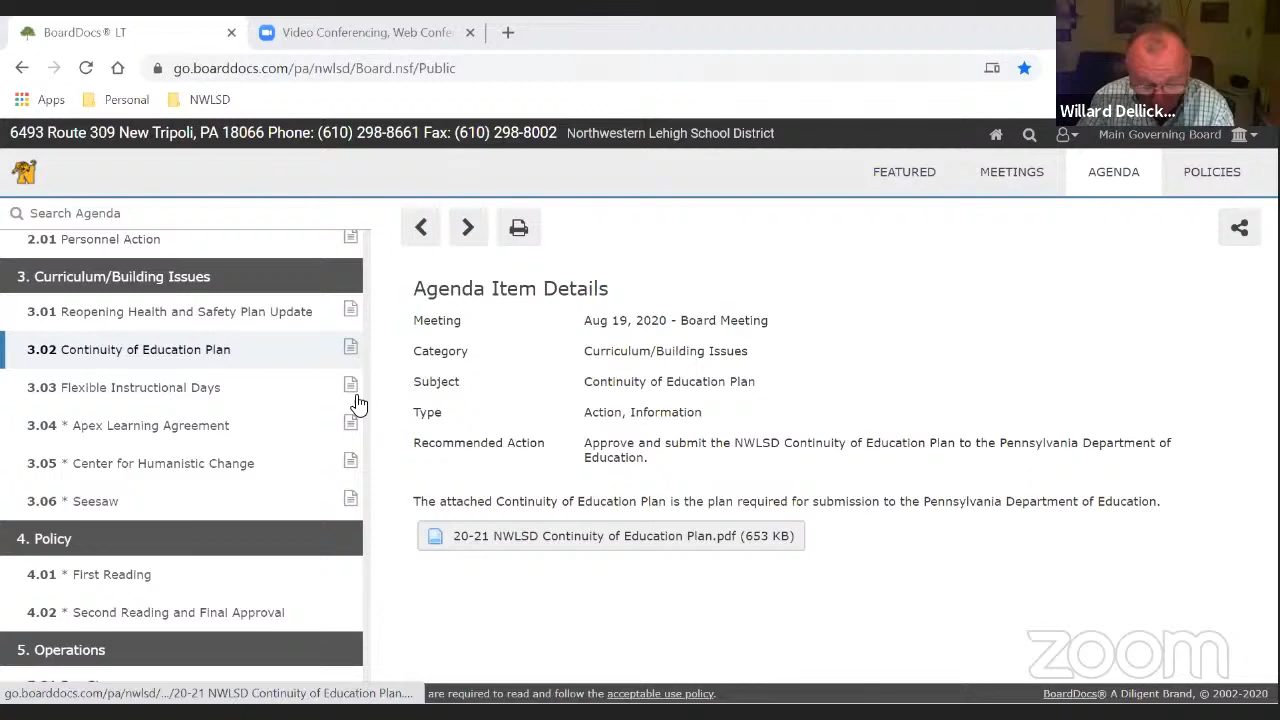 BoardDocs® LT
Video Conferencing, Web Confe
go.boarddocs.com/pa/nwlsd/Board.nsf/Public
Apps
Personal
NWLSD
Willard Dellick...
6493 Route 309 New Tripoli, PA 18066 Phone: (610) 298-8661 Fax: (610) 298-8002 Northwestern Lehigh School District
Main Governing Board
FEATURED
MEETINGS
AGENDA
POLICIES
Search Agenda
2.01 Personnel Action
3. Curriculum/Building Issues
3.01 Reopening Health and Safety Plan Update
3.02 Continuity of Education Plan
3.03 Flexible Instructional Days
3.04 * Apex Learning Agreement
3.05 * Center for Humanistic Change
3.06 * Seesaw
4. Policy
4.01 * First Reading
4.02 * Second Reading and Final Approval
5. Operations
Agenda Item Details
Meeting Aug 19, 2020 - Board Meeting
Category Curriculum/Building Issues
Subject Continuity of Education Plan
Type Action, Information
Recommended Action Approve and submit the NWLSD Continuity of Education Plan to the Pennsylvania Department of
Education.
The attached Continuity of Education Plan is the plan required for submission to the Pennsylvania Department of Education.
20-21 NWLSD Continuity of Education Plan.pdf (653 KB)
zoom
go.boarddocs.com/pa/nwlsd/.../20-21 NWLSD Continuity of Education Plan....
are required to read and follow the acceptable use policy.
BoardDocs® A Diligent Brand, © 2002-2020